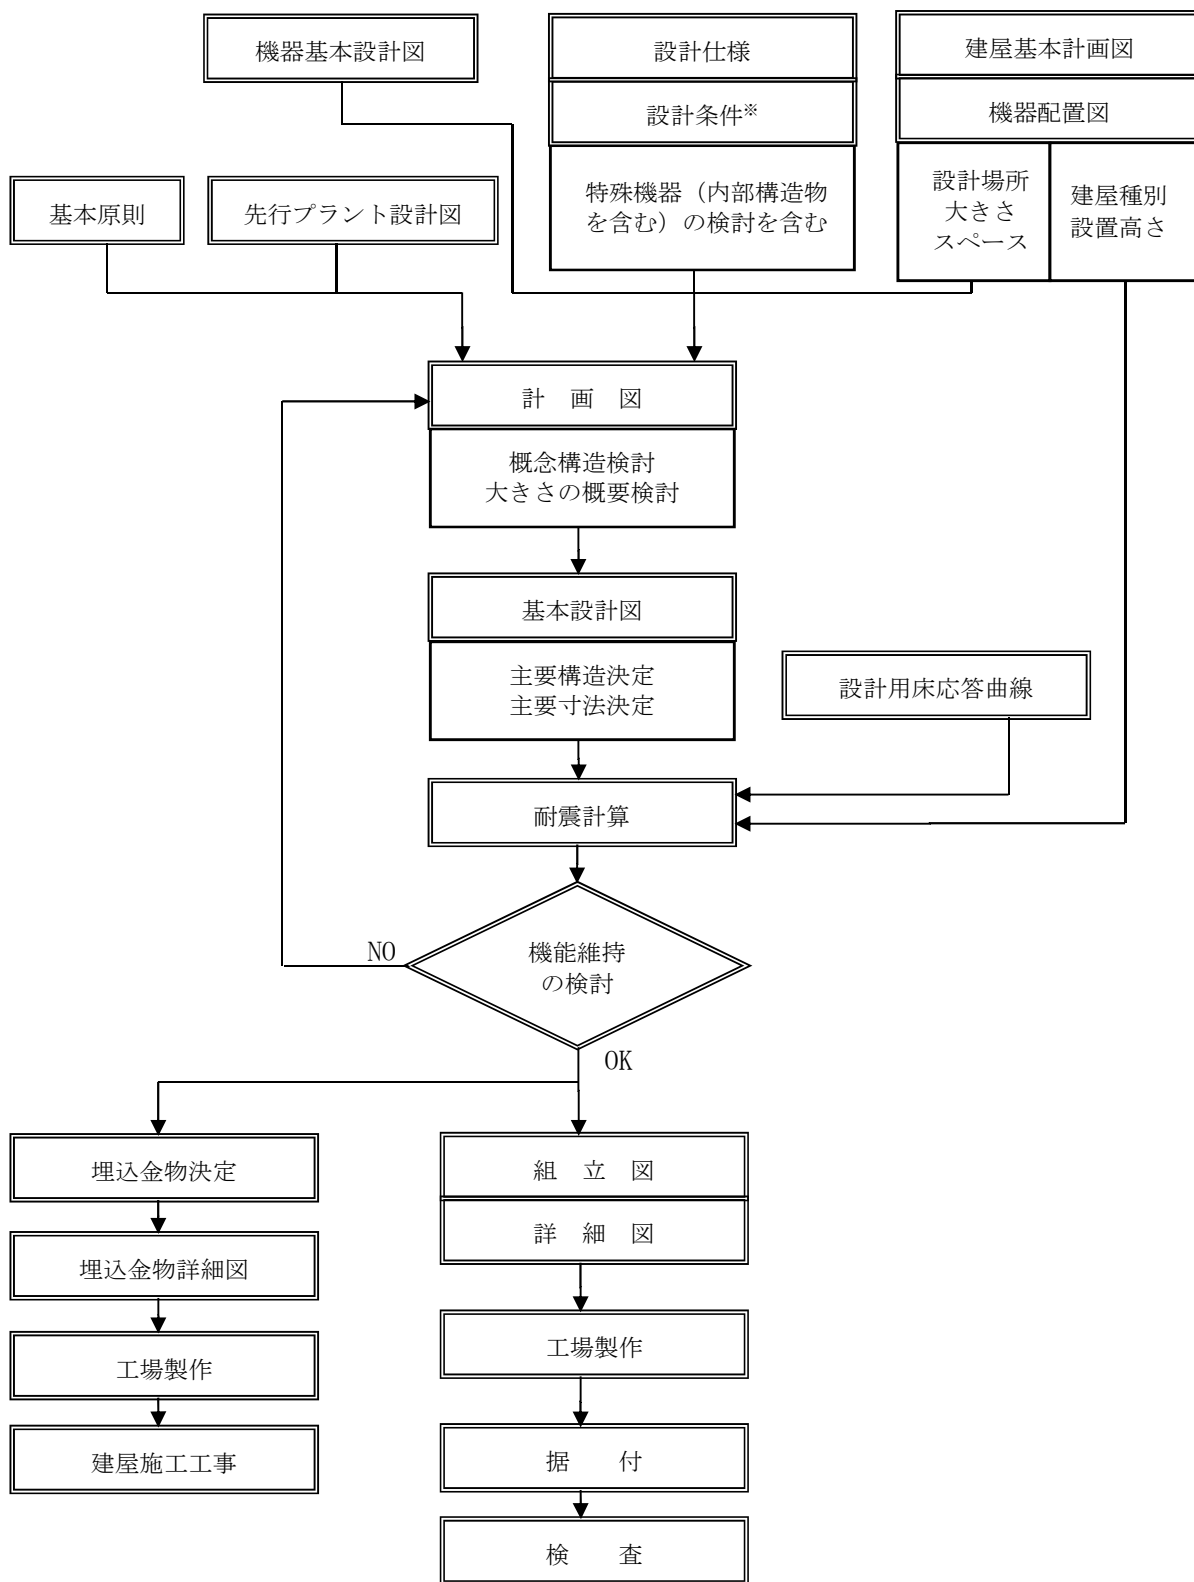 機器基本設計図
設計仕様
建屋基本計画図
設計条件※
機器配置図
特殊機器（内部構造物
を含む）の検討を含む
設計場所
大きさ
スペース
建屋種別
設置高さ
基本原則
先行プラント設計図
計　画　図
概念構造検討
大きさの概要検討
基本設計図
主要構造決定
主要寸法決定
設計用床応答曲線
耐震計算
機能維持
の検討
NO
OK
埋込金物決定
埋込金物詳細図
工場製作
建屋施工工事
組　立　図
詳　細　図
工場製作
据　　付
検　　査